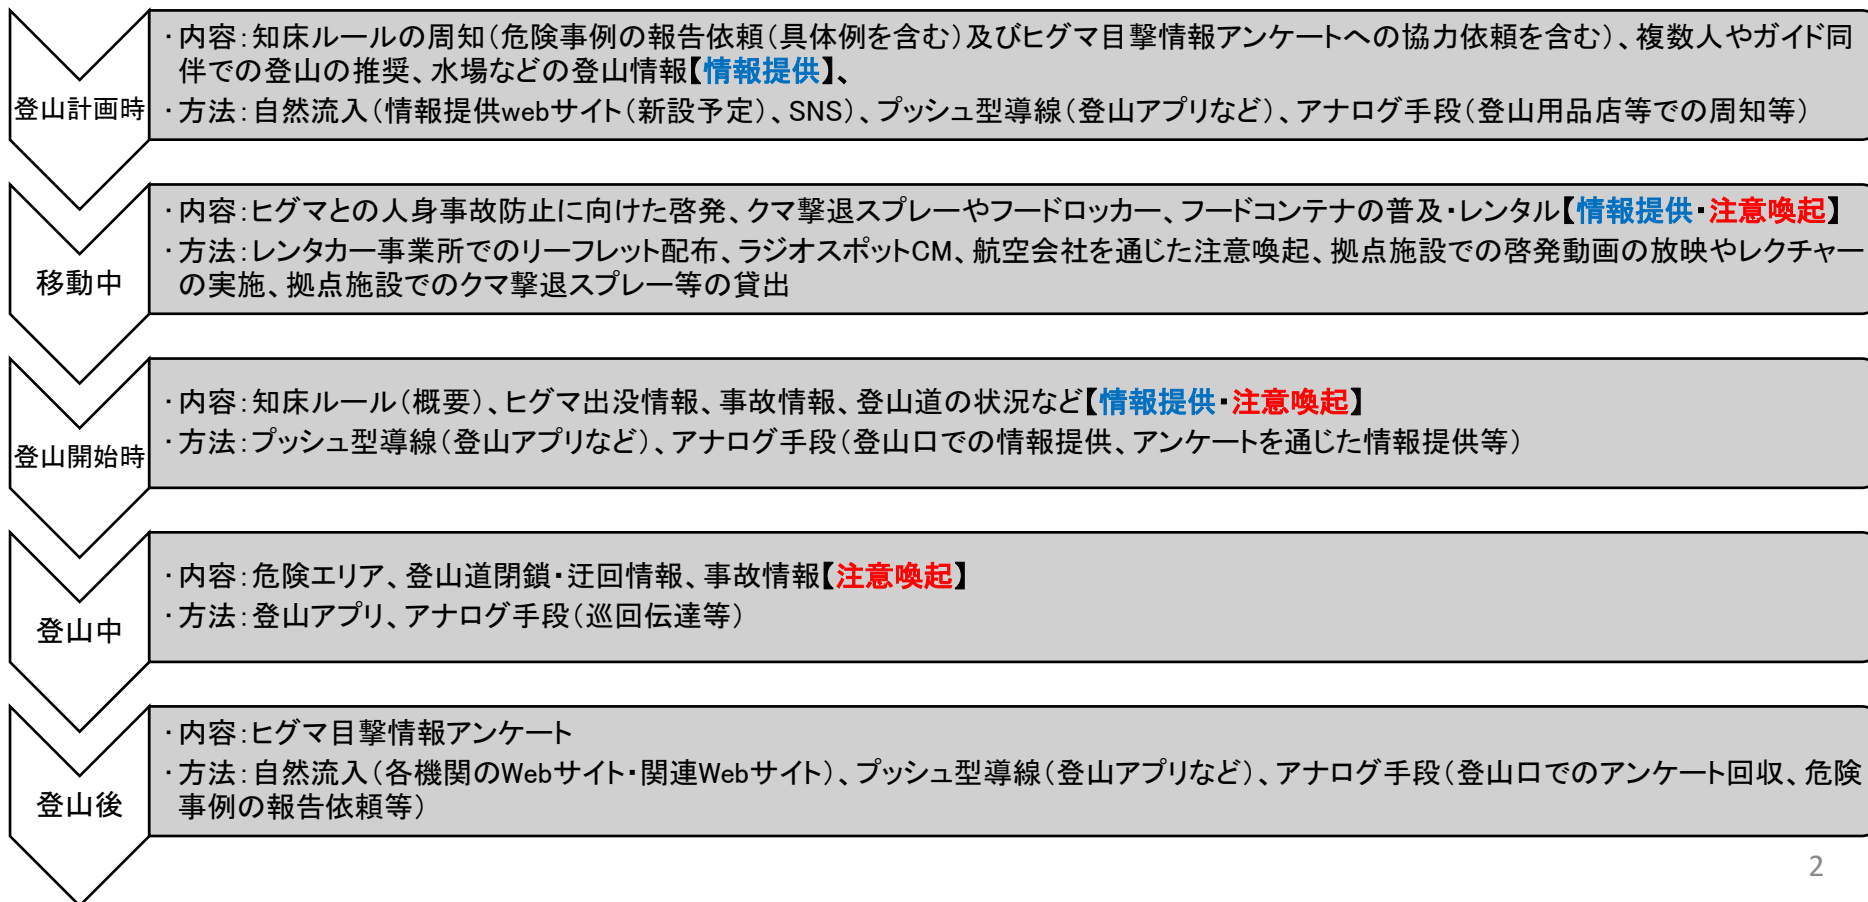 登山計画時
・内容：知床ルールの周知（危険事例の報告依頼（具体例を含む）及びヒグマ目撃情報アンケートへの協力依頼を含む）、複数人やガイド同
伴での登山の推奨、水場などの登山情報【情報提供】、
・方法：自然流入（情報提供webサイト（新設予定）、SNS）、プッシュ型導線（登山アプリなど）、アナログ手段（登山用品店等での周知等）
移動中
・内容：ヒグマとの人身事故防止に向けた啓発、クマ撃退スプレーやフードロッカー、フードコンテナの普及・レンタル【情報提供・注意喚起】
・方法：レンタカー事業所でのリーフレット配布、ラジオスポットCM、航空会社を通じた注意喚起、拠点施設での啓発動画の放映やレクチャー
の実施、拠点施設でのクマ撃退スプレー等の貸出
登山開始時
・内容：知床ルール（概要）、ヒグマ出没情報、事故情報、登山道の状況など【情報提供・注意喚起】
・方法：プッシュ型導線（登山アプリなど）、アナログ手段（登山口での情報提供、アンケートを通じた情報提供等）
登山中
・内容：危険エリア、登山道閉鎖・迂回情報、事故情報【注意喚起】
・方法：登山アプリ、アナログ手段（巡回伝達等）
登山後
・内容：ヒグマ目撃情報アンケート
・方法：自然流入（各機関のWebサイト・関連Webサイト）、プッシュ型導線（登山アプリなど）、アナログ手段（登山口でのアンケート回収、危険
事例の報告依頼等）
2